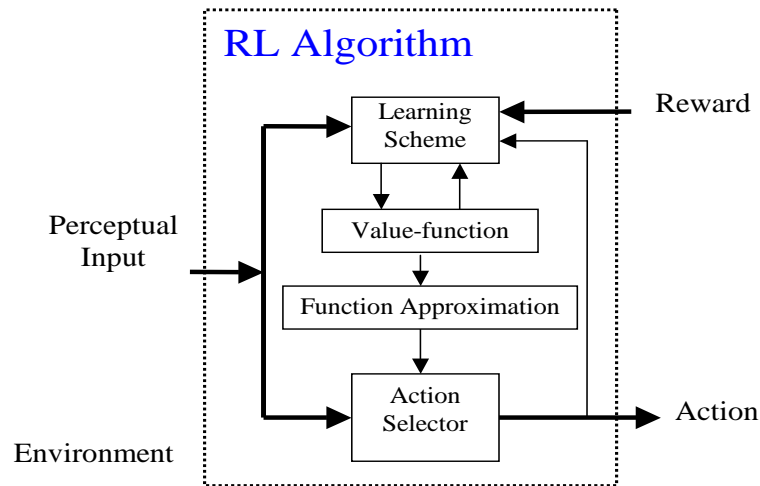 RL Algorithm
Learning
Scheme
Reward
Value-function
Perceptual
Input
Function Approximation
Action
Selector
Action
Environment